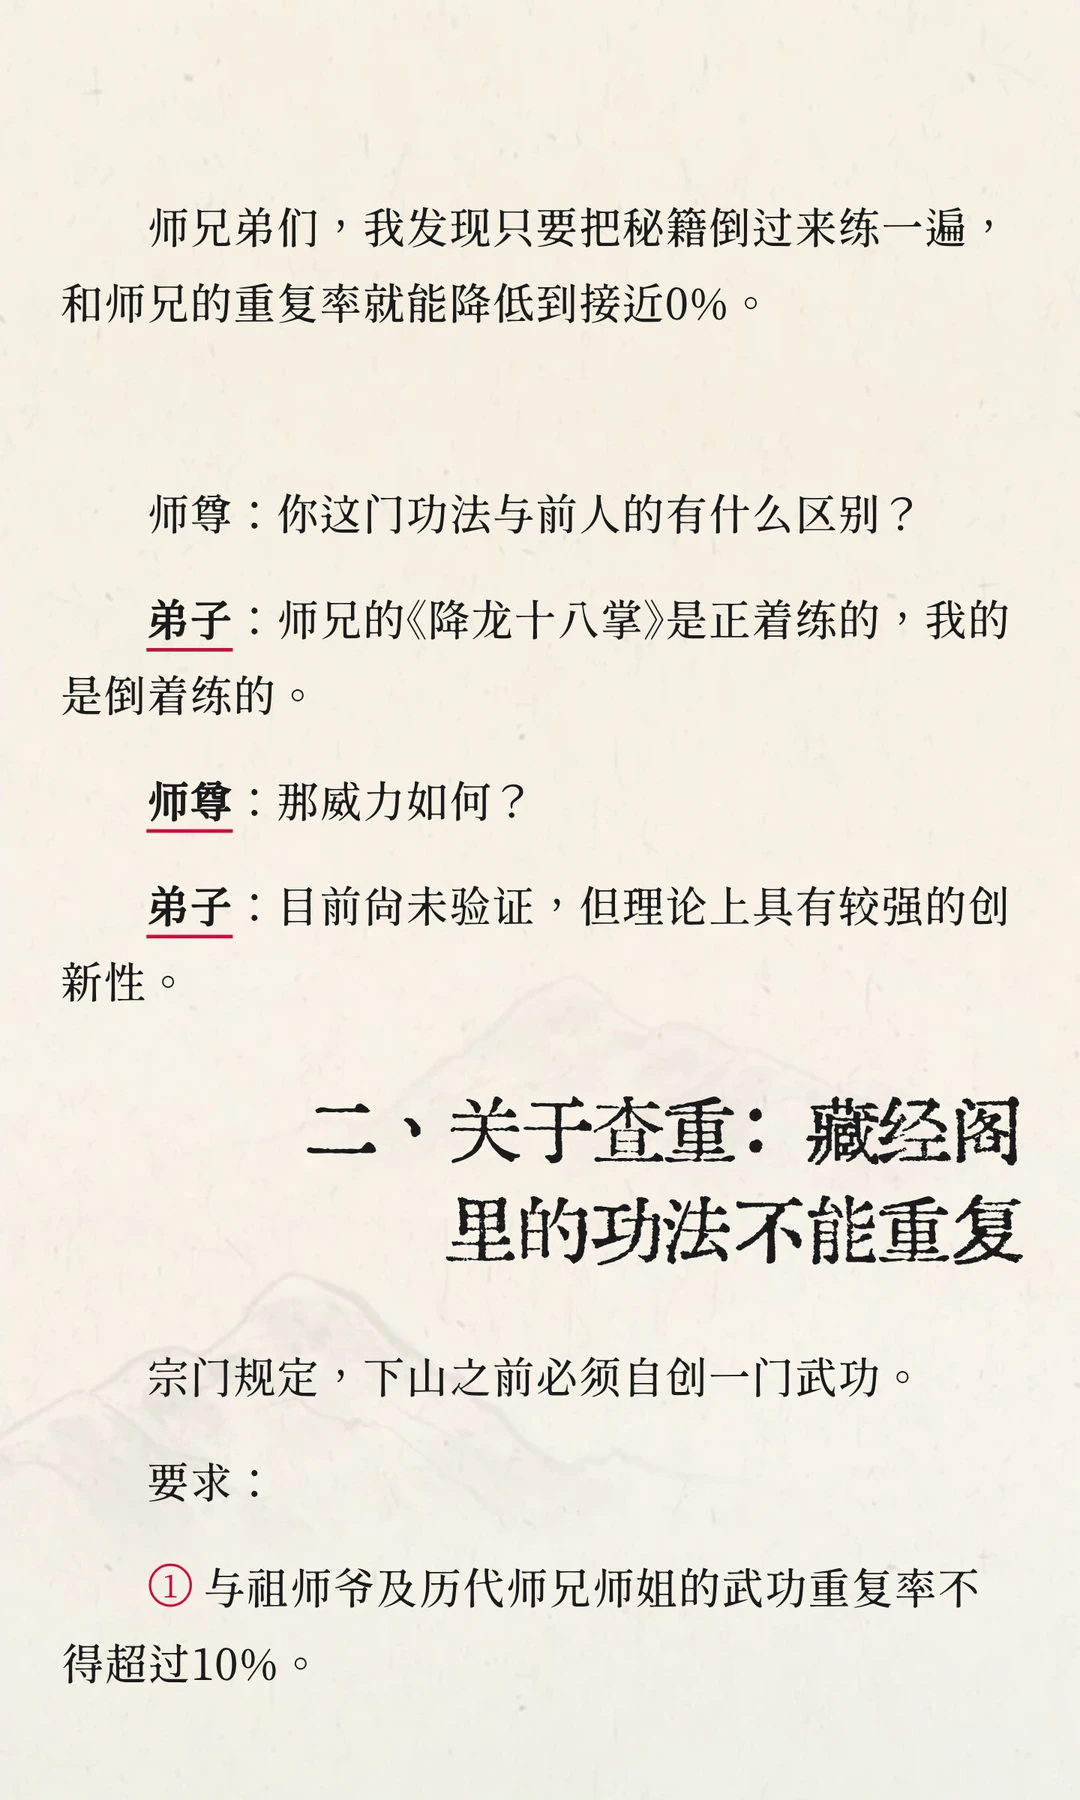 师兄弟们，我发现只要把秘籍倒过来练一遍，
和师兄的重复率就能降低到接近0%。
师尊：你这门功法与前人的有什么区别？
弟子：师兄的《降龙十八掌》是正着练的，我的
是倒着练的。
师尊：那威力如何？
弟子：目前尚未验证，但理论上具有较强的创
新性。
二、关于查重：藏经阁
里的功法不能重复
宗门规定，下山之前必须自创一门武功。
要求：
① 与祖师爷及历代师兄师姐的武功重复率不
得超过10%。